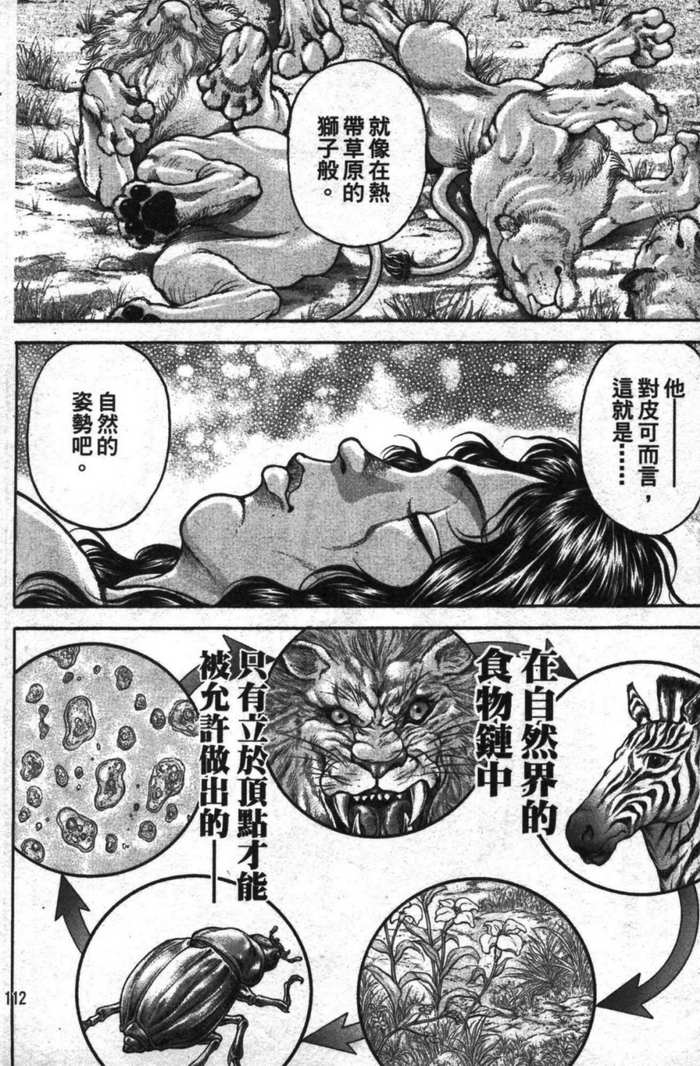 就像在熱
帶草原的
獅子般。
他——
對皮可而言，
這就是……
自然的
姿勢吧。
在自然界的
食物鏈中
只有立於頂點才能
被允許做出的——
112